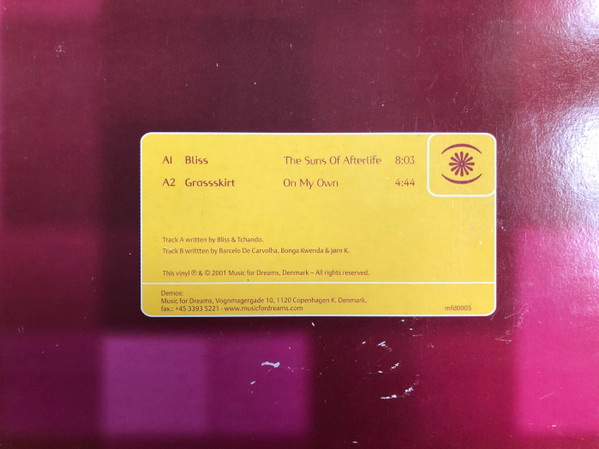 A1 Bliss The Suns Of Afterlife 8:03
A2 Grassskirt On My Own 4:44
Track A written by Bliss & Tchando.
Track B writtten by Barcelo De Carvolha, Bonga Kwenda & Jørn K.
This vinyl ℗ & © 2001 Music for Dreams, Denmark – All rights reserved.
Demos:
Music for Dreams, Vognmagergade 10, 1120 Copenhagen K. Denmark.
fax.: +45 3393 5221 · www.musicfordreams.com
mfd0005